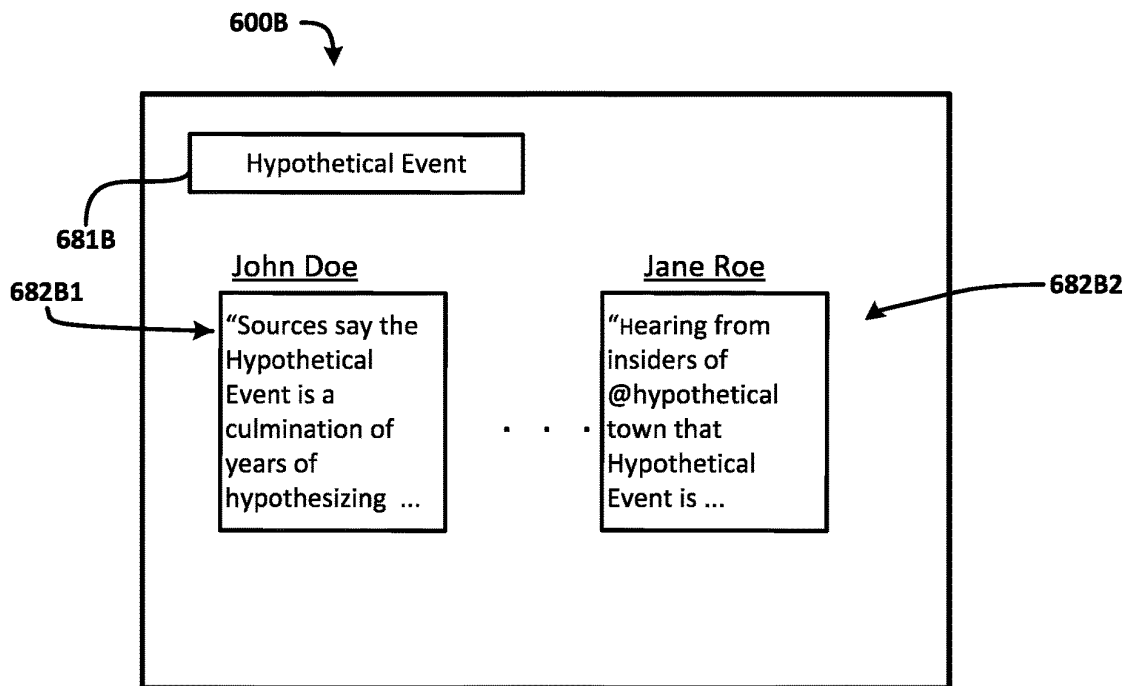 600B
Hypothetical Event
681B
John Doe
682B1
“Sources say the
Hypothetical
Event is a
culmination of
years of
hypothesizing ...
. . .
Jane Roe
682B2
“Hearing from
insiders of
@hypothetical
town that
Hypothetical
Event is ...